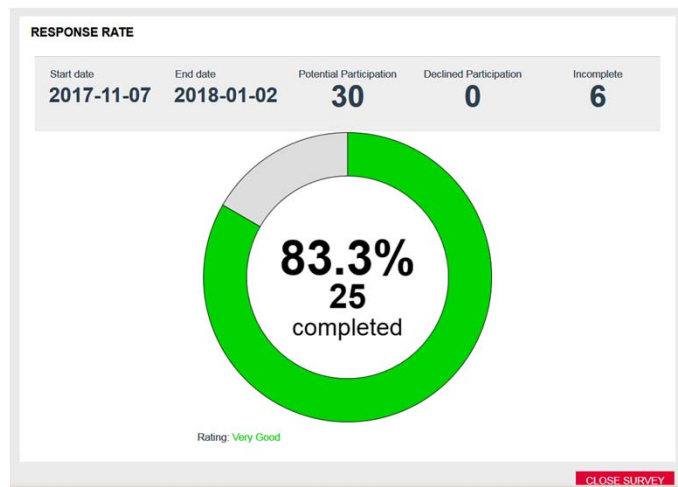 RESPONSE RATE
Start date End date Potential Participation Declined Participation Incomplete
2017-11-07 2018-01-02 30 0 6
83.3%
25
completed
Rating: Very Good
CLOSE SURVEY